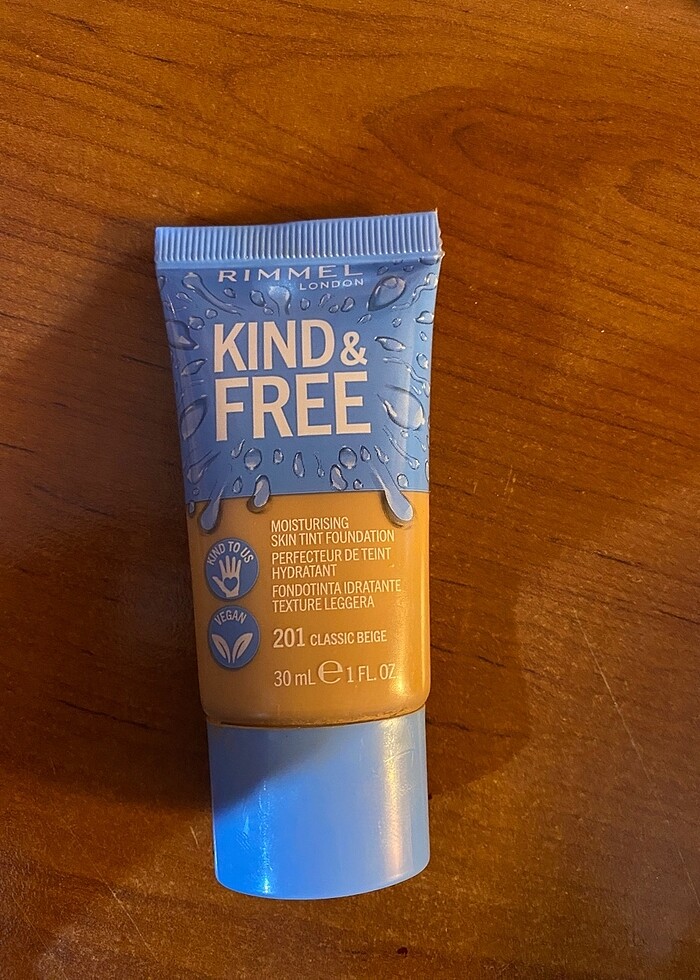 RIMMEL
LONDON
KIND &
FREE
MOISTURISING
SKIN TINT FOUNDATION
PERFECTEUR DE TEINT
HYDRATANT
FONDOTINTA IDRATANTE
TEXTURE LEGGERA
KIND TO US
VEGAN
201 CLASSIC BEIGE
30 mL ℮ 1 FL. OZ